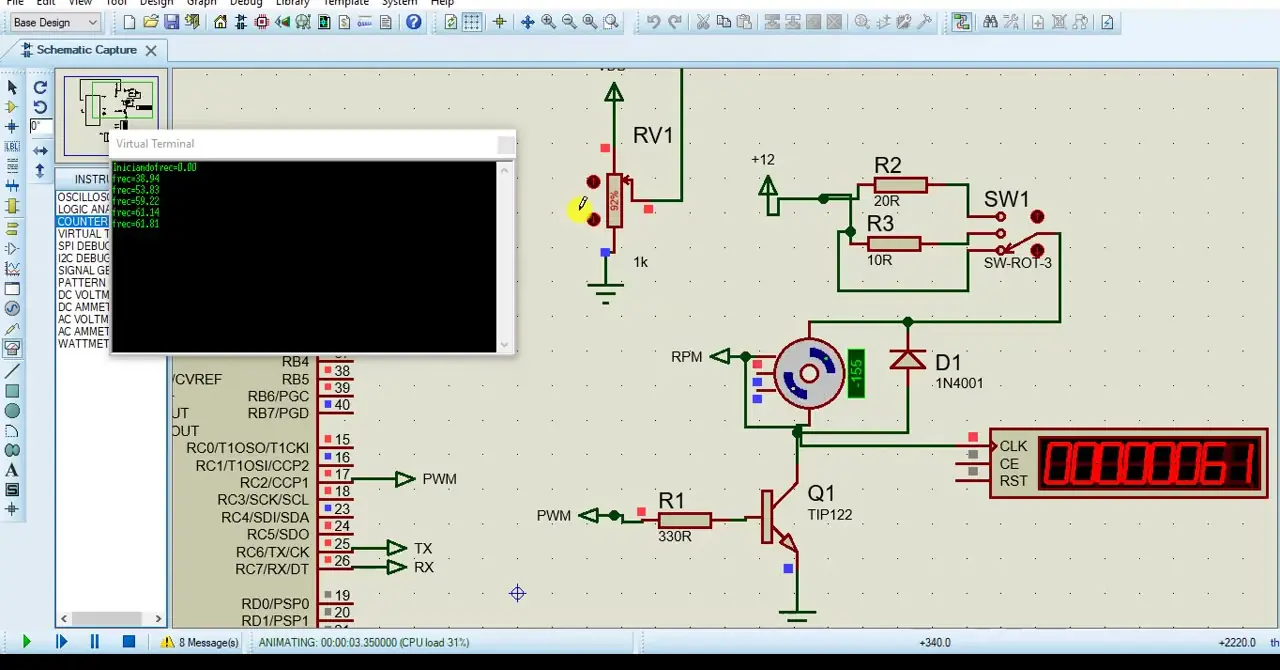 File Edit View Tool Design Graph Debug Library Template System Help
Base Design
Schematic Capture
0°
LBL
INSTRU
OSCILLOSC
LOGIC ANA
COUNTER
VIRTUAL T
SPI DEBUG
I2C DEBUG
SIGNAL GE
PATTERN
DC VOLTM
DC AMMET
AC VOLTM
AC AMMET
WATTMET
Virtual Terminal
Iniciandofrec=0.00
frec=38.94
frec=53.83
frec=59.22
frec=61.14
frec=61.81
RV1
92%
1k
+12
R2
20R
R3
10R
SW1
SW-ROT-3
RPM
-155
D1
1N4001
CLK
CE
RST
00000061
PWM
R1
330R
Q1
TIP122
RB4
/CVREF
RB5
38
RB6/PGC
39
UT
RB7/PGD
40
OUT
RC0/T1OSO/T1CKI
15
RC1/T1OSI/CCP2
16
RC2/CCP1
17
PWM
RC3/SCK/SCL
18
RC4/SDI/SDA
23
RC5/SDO
24
RC6/TX/CK
25
TX
RC7/RX/DT
26
RX
RD0/PSP0
19
RD1/PSP1
20
8 Message(s)
ANIMATING: 00:00:03.350000 (CPU load 31%)
+340.0
+2220.0
th